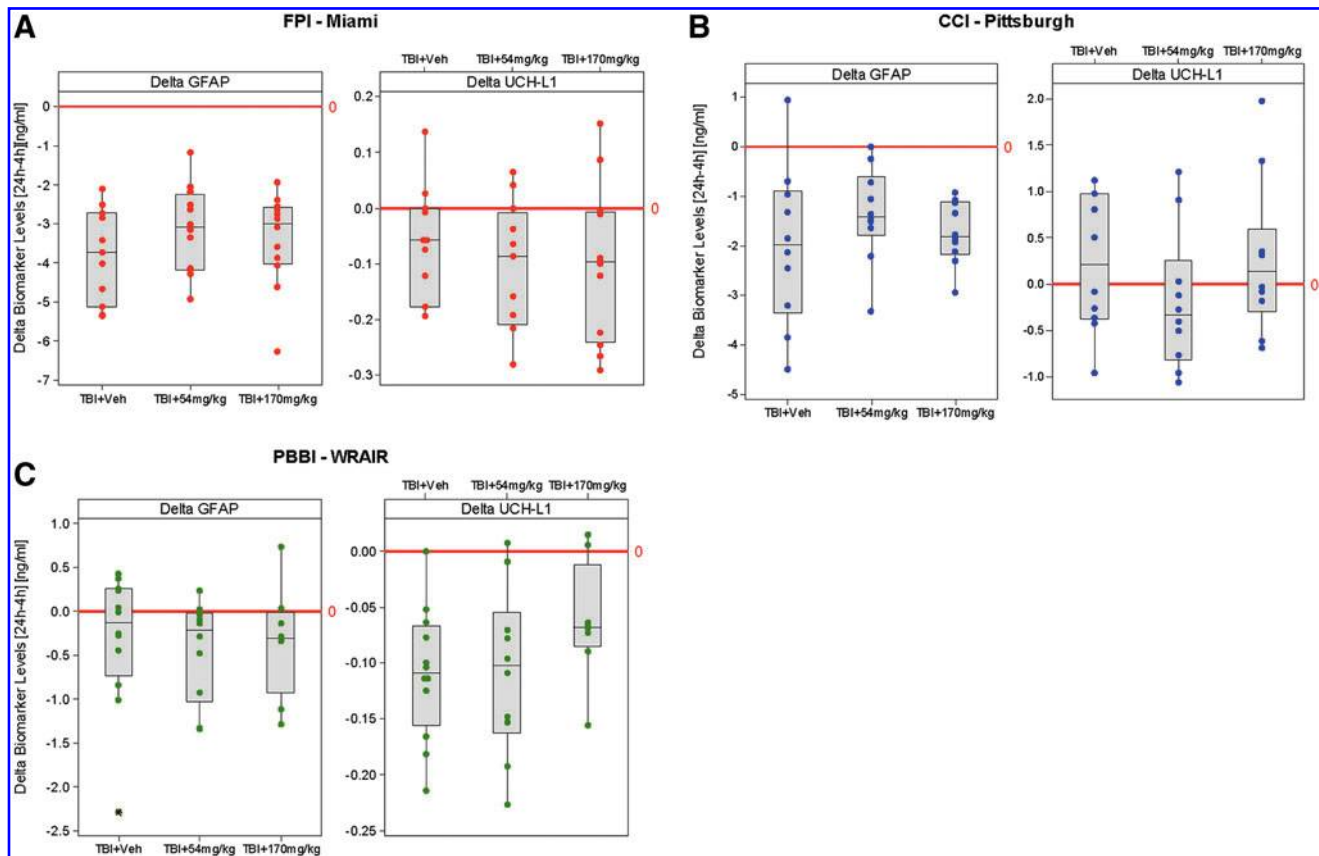 A
FPI - Miami
TBI+Veh TBI+54mg/kg TBI+170mg/kg
Delta GFAP
Delta UCH-L1
Delta Biomarker Levels [24h-4h][ng/ml]
0
-1
-2
-3
-4
-5
-6
-7
0
0.2
0.1
0.0
-0.1
-0.2
-0.3
0
TBI+Veh TBI+54mg/kg TBI+170mg/kg
B
CCI - Pittsburgh
TBI+Veh TBI+54mg/kg TBI+170mg/kg
Delta GFAP
Delta UCH-L1
Delta Biomarker Levels [24h-4h] [ng/ml]
1
0
-1
-2
-3
-4
-5
0
2.0
1.5
1.0
0.5
0.0
-0.5
-1.0
0
TBI+Veh TBI+54mg/kg TBI+170mg/kg
C
PBBI - WRAIR
TBI+Veh TBI+54mg/kg TBI+170mg/kg
Delta GFAP
Delta UCH-L1
Delta Biomarker Levels [24h-4h] [ng/ml]
1.0
0.5
0.0
-0.5
-1.0
-1.5
-2.0
-2.5
0
0.00
-0.05
-0.10
-0.15
-0.20
-0.25
0
TBI+Veh TBI+54mg/kg TBI+170mg/kg